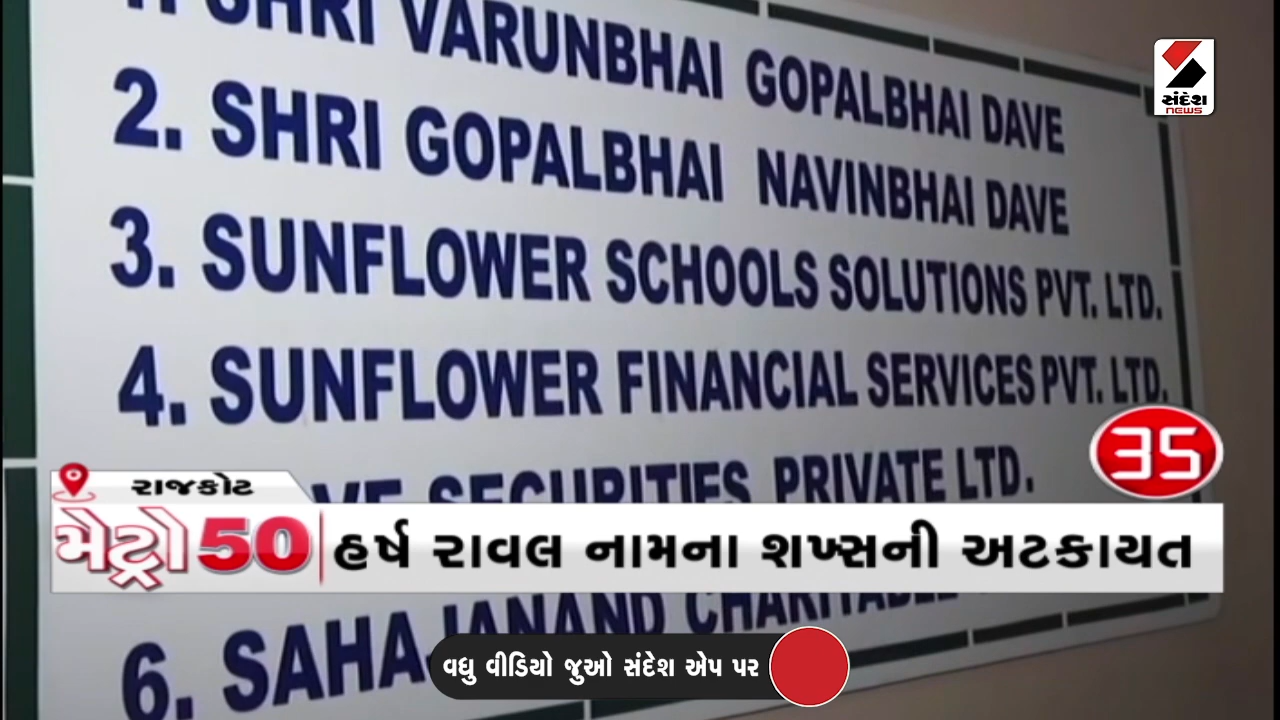 SHRI VARUNBHAI GOPALBHAI DAVE
સંદેશ
NEWS
2. SHRI GOPALBHAI NAVINBHAI DAVE
3. SUNFLOWER SCHOOLS SOLUTIONS PVT. LTD.
4. SUNFLOWER FINANCIAL SERVICES PVT. LTD.
35
SECURITIES PRIVATE LTD.
રાજકોટ
મેટ્રો 50
હર્ષ રાવલ નામના શખ્સની અટકાયત
6. SAHAJANAND CHARITABLE
વધુ વીડિયો જુઓ સંદેશ એપ પર